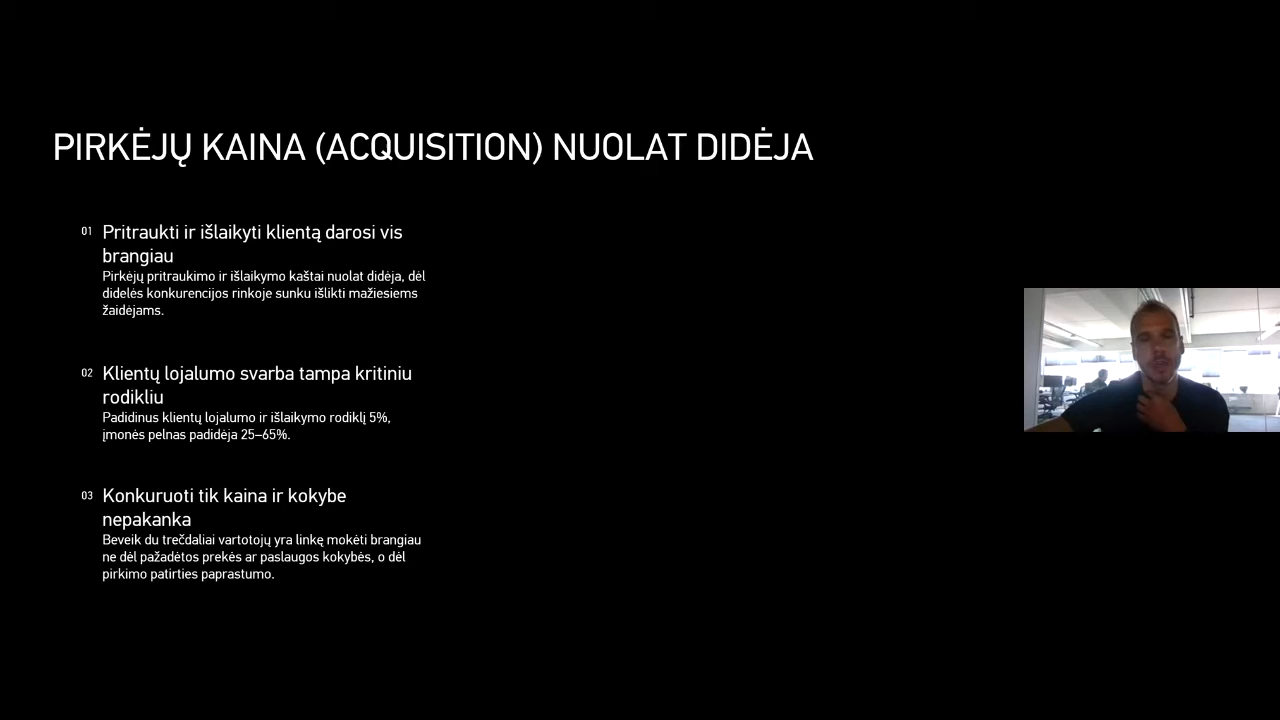 PIRKĖJŲ KAINA (ACQUISITION) NUOLAT DIDĖJA
01 Pritraukti ir išlaikyti klientą darosi vis
brangiau
Pirkėjų pritraukimo ir išlaikymo kaštai nuolat didėja, dėl
didelės konkurencijos rinkoje sunku išlikti mažiesiems
žaidėjams.
02 Klientų lojalumo svarba tampa kritiniu
rodikliu
Padidinus klientų lojalumo ir išlaikymo rodiklį 5%,
įmonės pelnas padidėja 25–65%.
03 Konkuruoti tik kaina ir kokybe
nepakanka
Beveik du trečdaliai vartotojų yra linkę mokėti brangiau
ne dėl pažadėtos prekės ar paslaugos kokybės, o dėl
pirkimo patirties paprastumo.